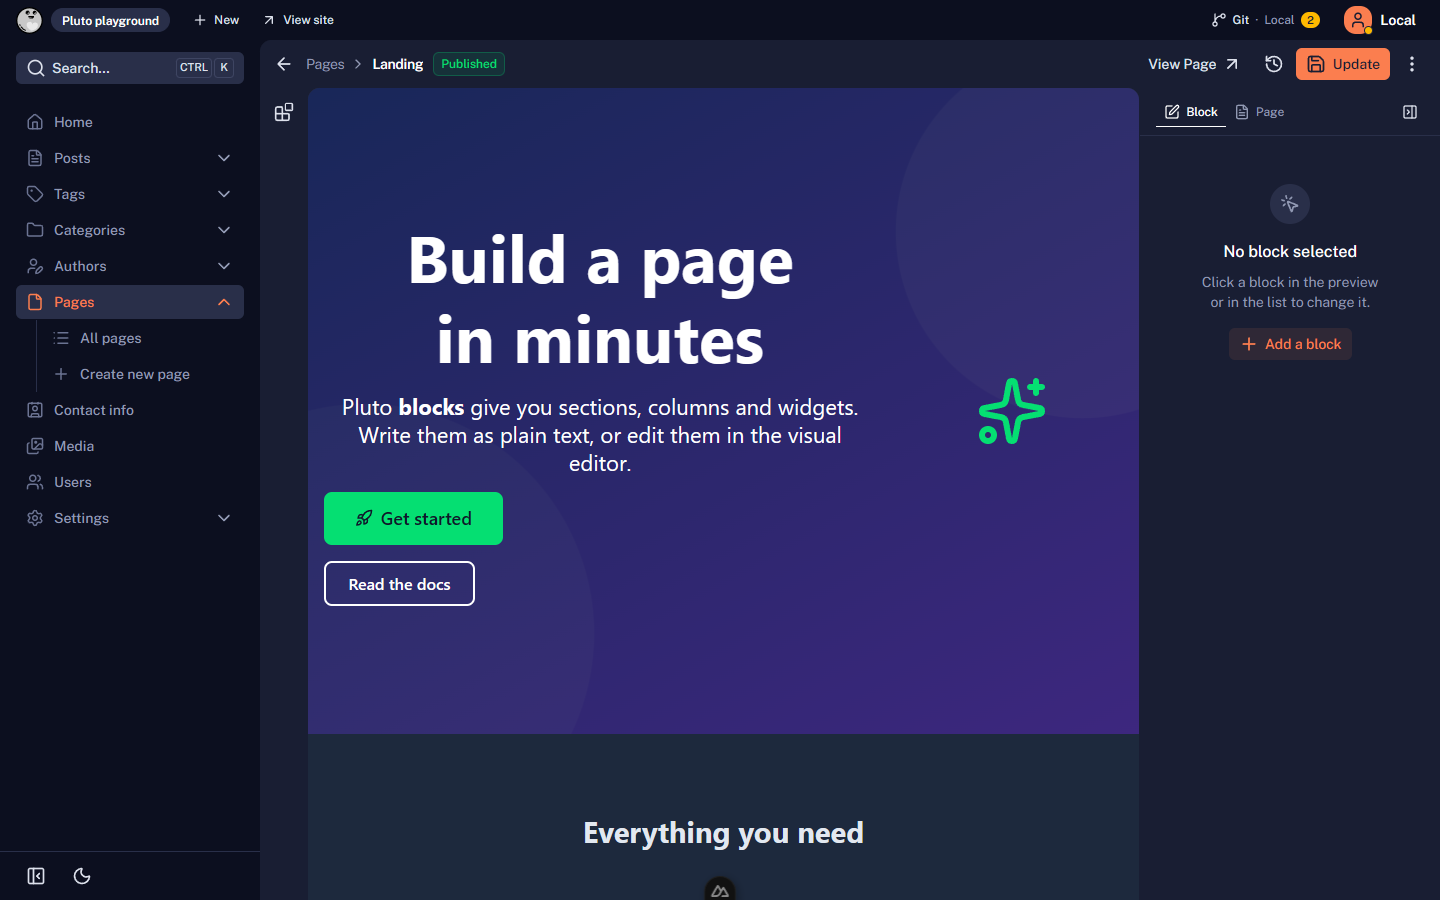 Pluto playground
New
View site
Git · Local 2
Local
Search...
CTRL K
Home
Posts
Tags
Categories
Authors
Pages
All pages
Create new page
Contact info
Media
Users
Settings
Pages > Landing
Published
View Page
Update
Build a page
in minutes
Pluto blocks give you sections, columns and widgets.
Write them as plain text, or edit them in the visual
editor.
Get started
Read the docs
Everything you need
Block
Page
No block selected
Click a block in the preview
or in the list to change it.
Add a block